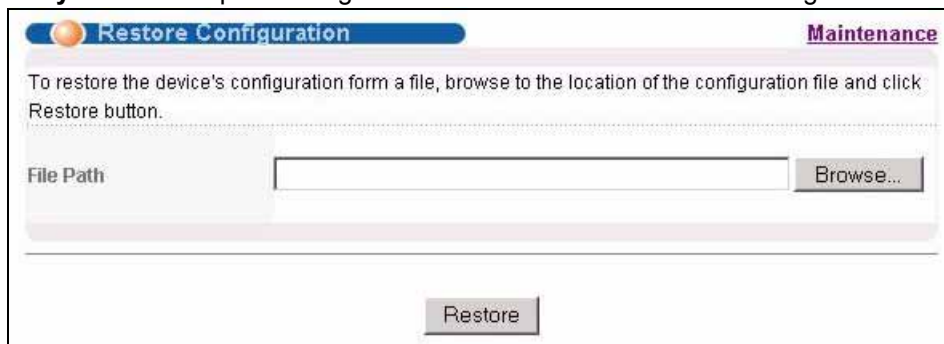 Restore Configuration
Maintenance
To restore the device's configuration form a file, browse to the location of the configuration file and click
Restore button.
File Path
Browse...
Restore